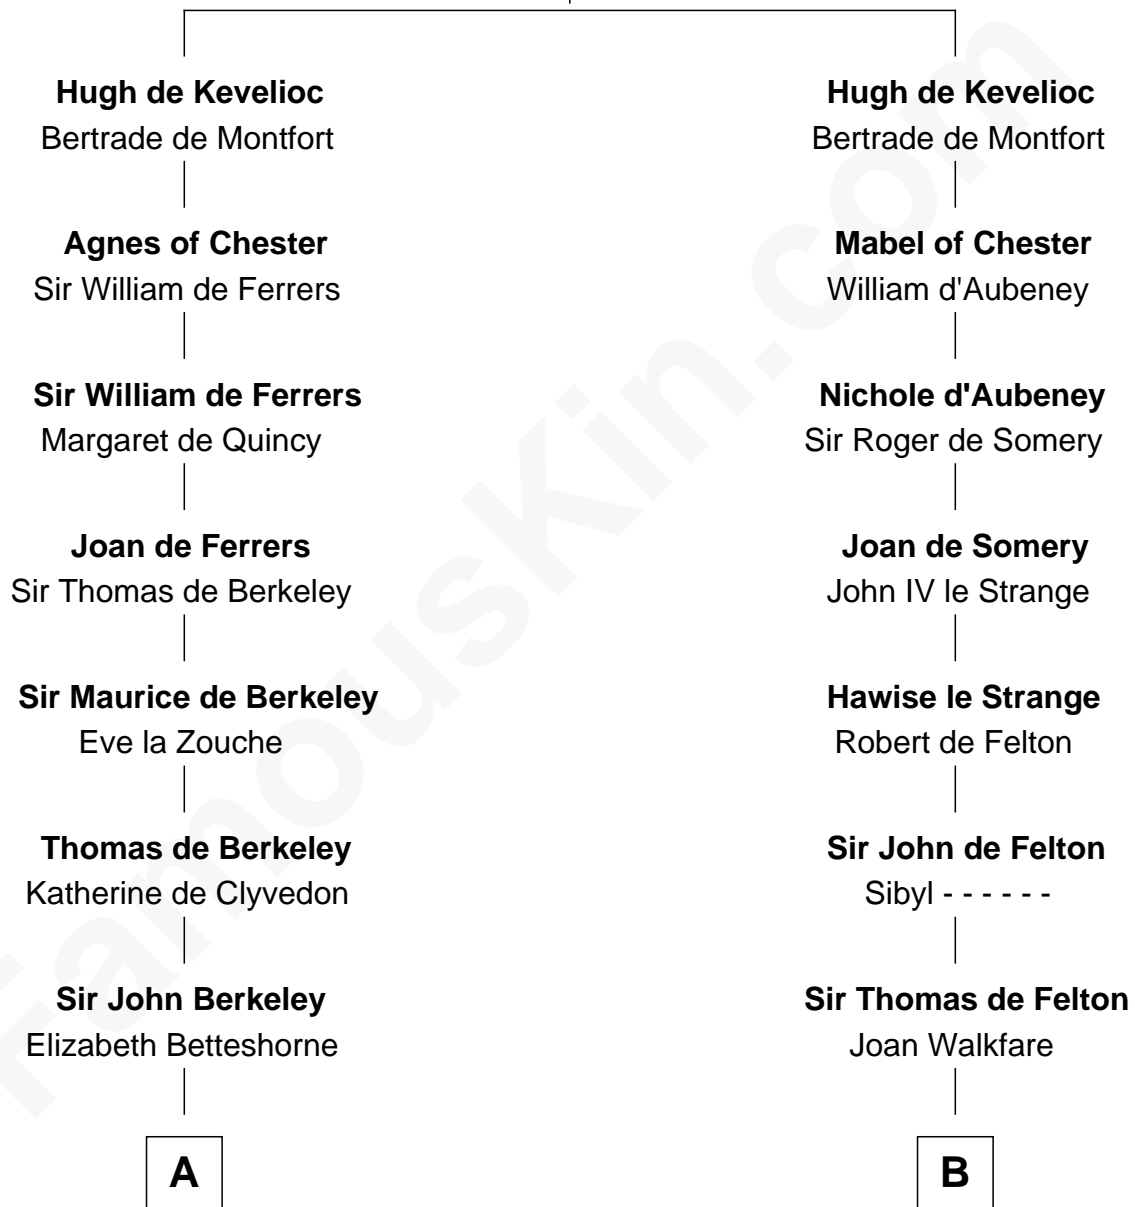 Hugh de Kevelioc
Bertrade de Montfort
Agnes of Chester
Sir William de Ferrers
Sir William de Ferrers
Margaret de Quincy
Joan de Ferrers
Sir Thomas de Berkeley
Sir Maurice de Berkeley
Eve la Zouche
Thomas de Berkeley
Katherine de Clyvedon
Sir John Berkeley
Elizabeth Betteshorne
A
Hugh de Kevelioc
Bertrade de Montfort
Mabel of Chester
William d'Aubeney
Nichole d'Aubeney
Sir Roger de Somery
Joan de Somery
John IV le Strange
Hawise le Strange
Robert de Felton
Sir John de Felton
Sibyl - - - - - -
Sir Thomas de Felton
Joan Walkfare
B
FamousKin.com